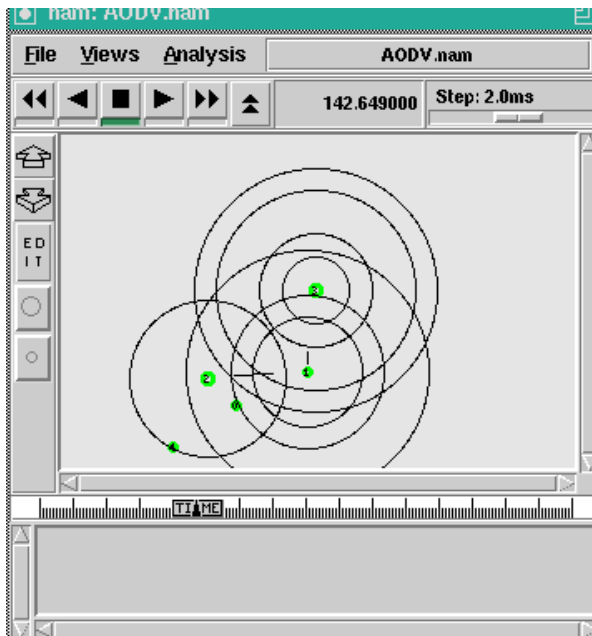 nam: AODV.nam
File Views Analysis AODV.nam
142.649000 Step: 2.0ms
ED
IT
3
1
2
0
4
TIME